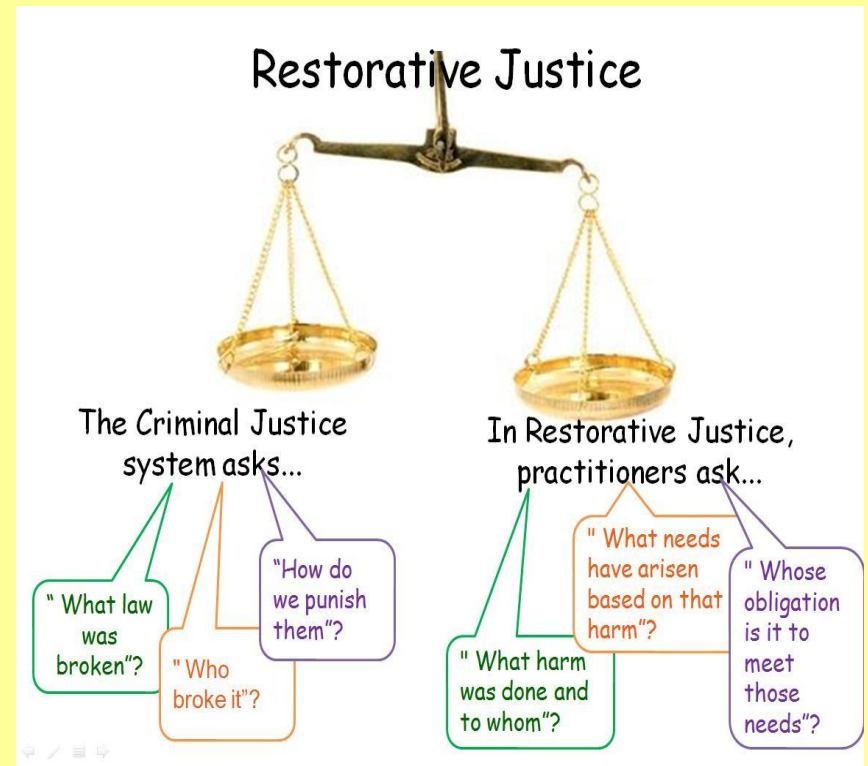 Restorative Justice
The Criminal Justice
system asks...
" What law
was
broken"?
" Who
broke it"?
"How do
we punish
them"?
In Restorative Justice,
practitioners ask...
" What harm
was done and
to whom"?
" What needs
have arisen
based on that
harm"?
" Whose
obligation
is it to
meet
those
needs"?